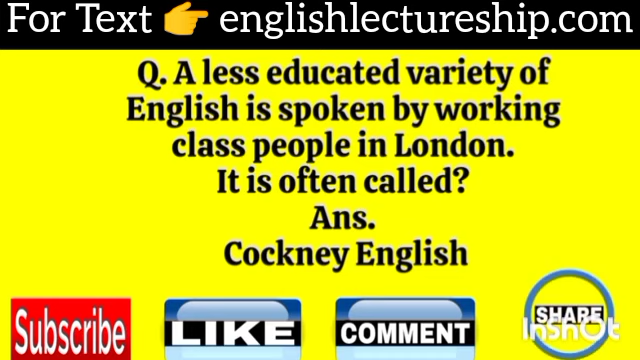 For Text 👉 englishlectureship.com
Q. A less educated variety of
English is spoken by working
class people in London.
It is often called?
Ans.
Cockney English
Subscribe
LIKE
COMMENT
SHARE
InShOt